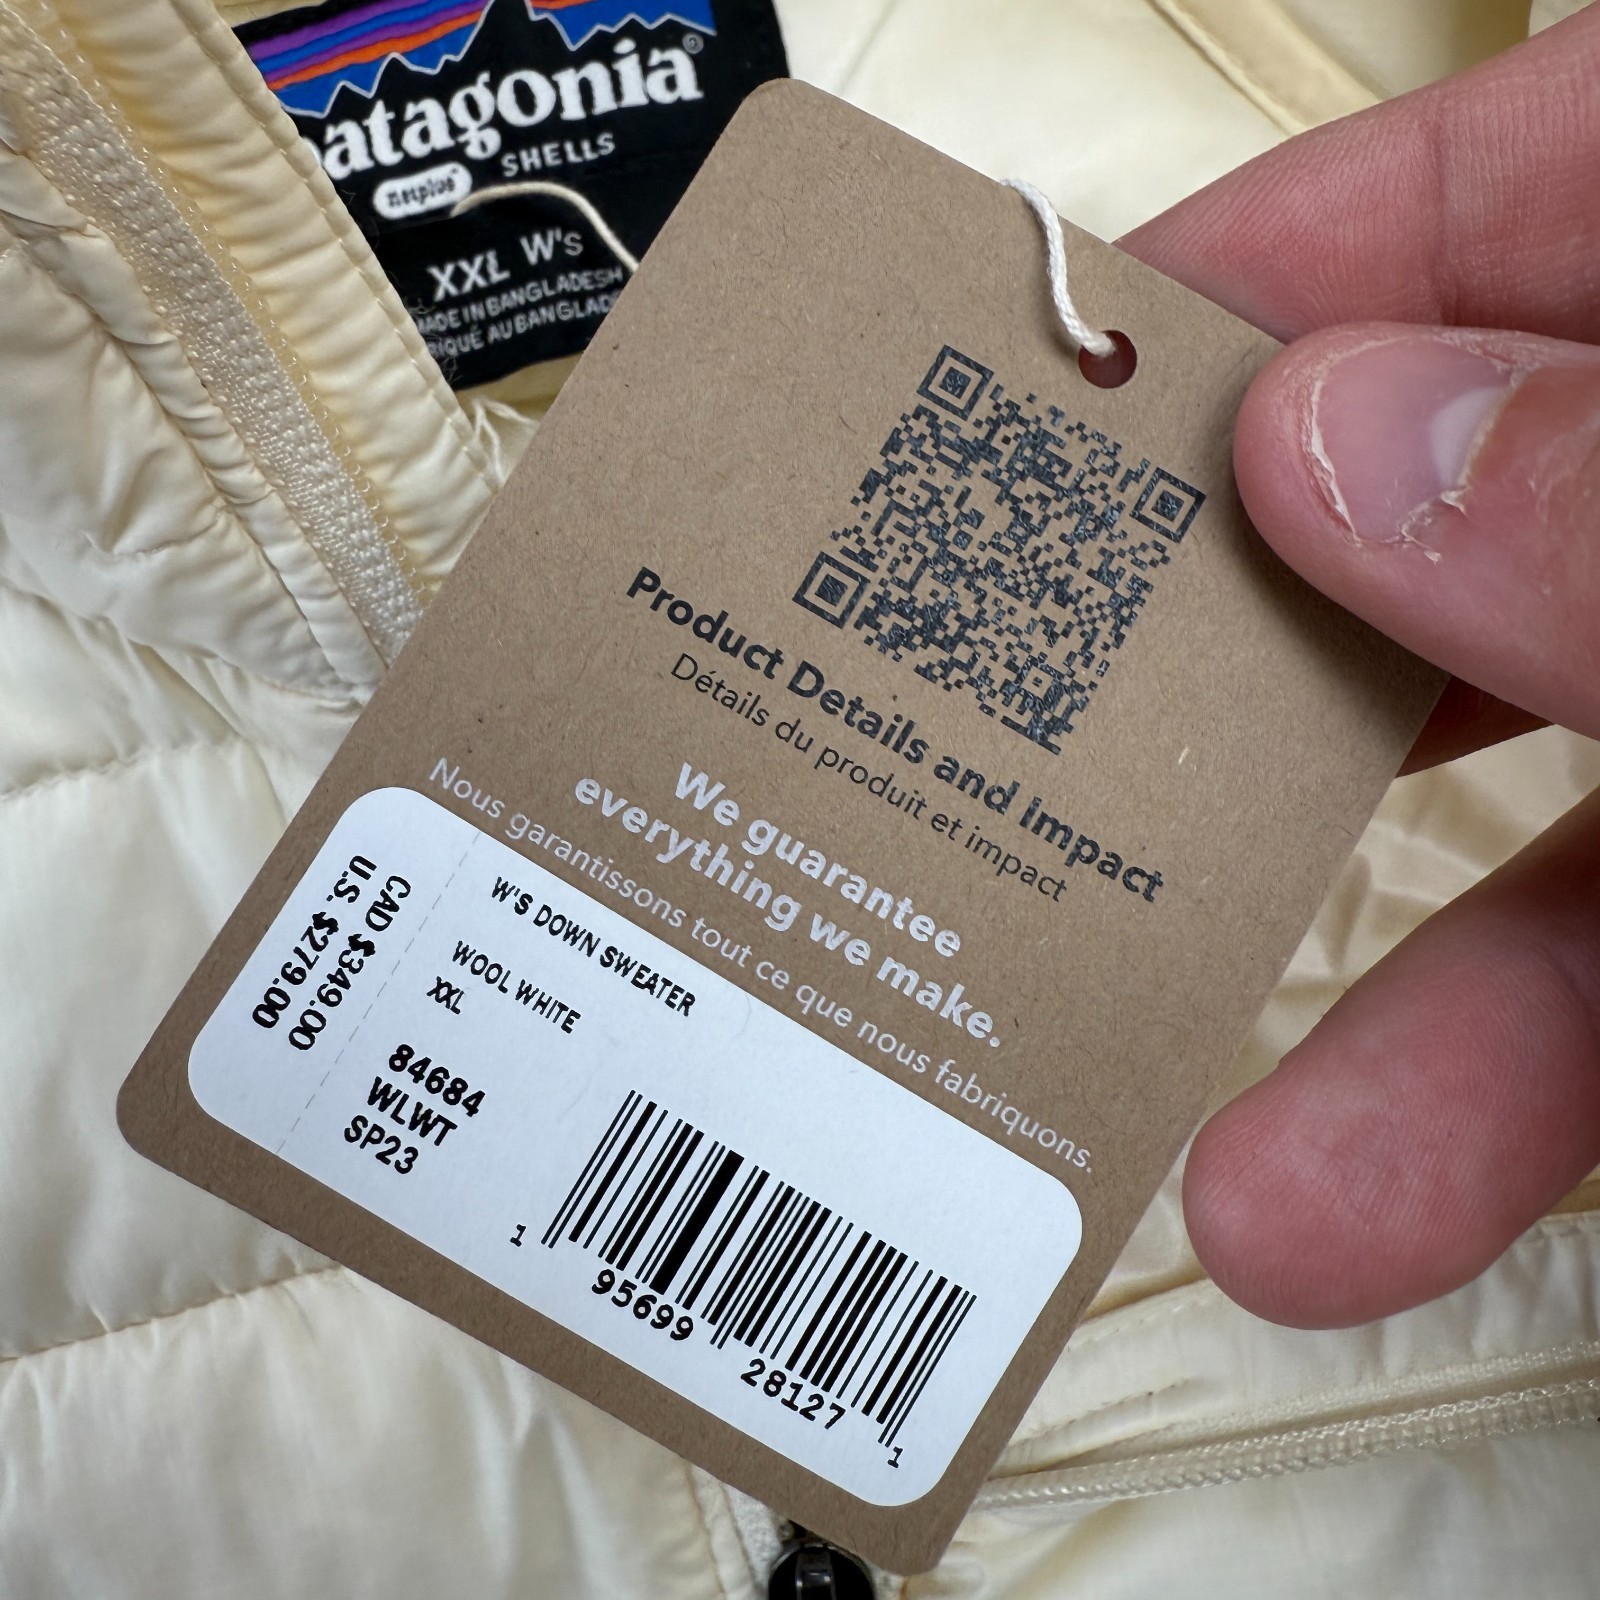 patagonia®
netplus™ SHELLS
XXL W's
MADE IN BANGLADESH
AU
Product Details and Impact
Détails du produit et impact
We guarantee
everything we make.
Nous garantissons tout ce que nous fabriquons.
CAD $349.00
U.S. $279.00
W'S DOWN SWEATER
WOOL WHITE
XXL
84684
WLWT
SP23
1 95699 28127 1